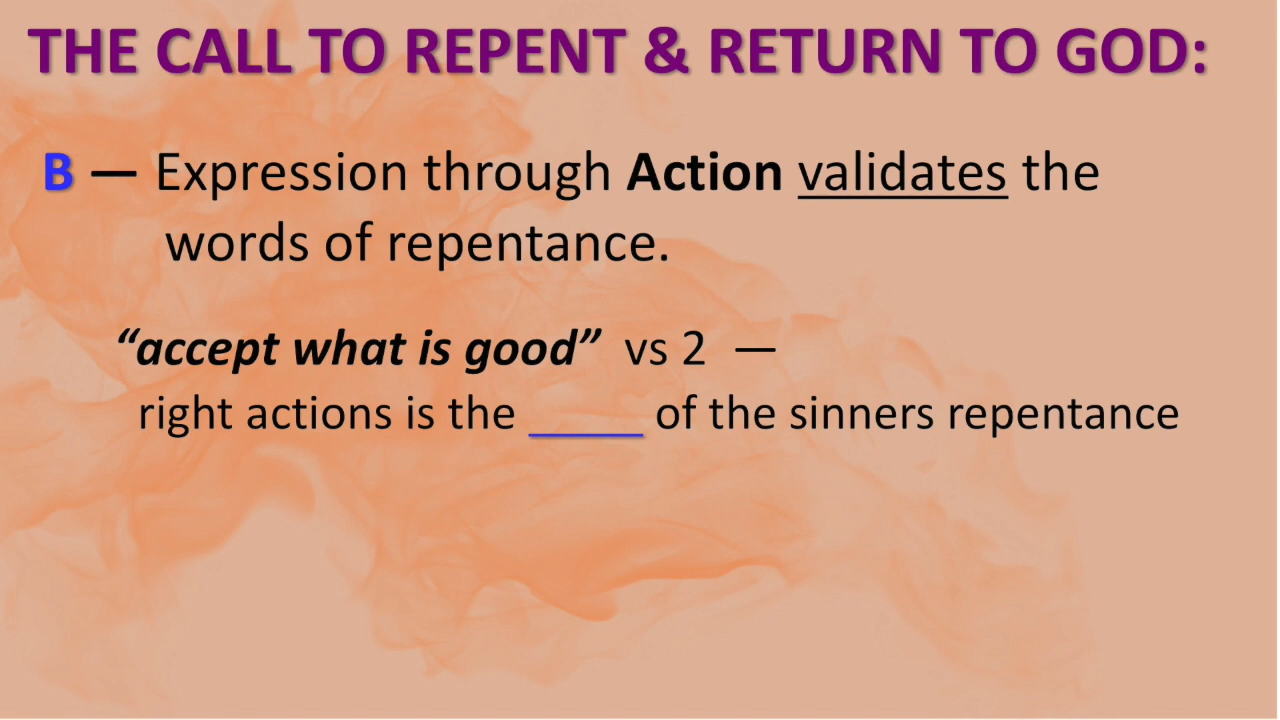 THE CALL TO REPENT & RETURN TO GOD:
B — Expression through Action validates the
words of repentance.
“accept what is good” vs 2 —
right actions is the _____ of the sinners repentance